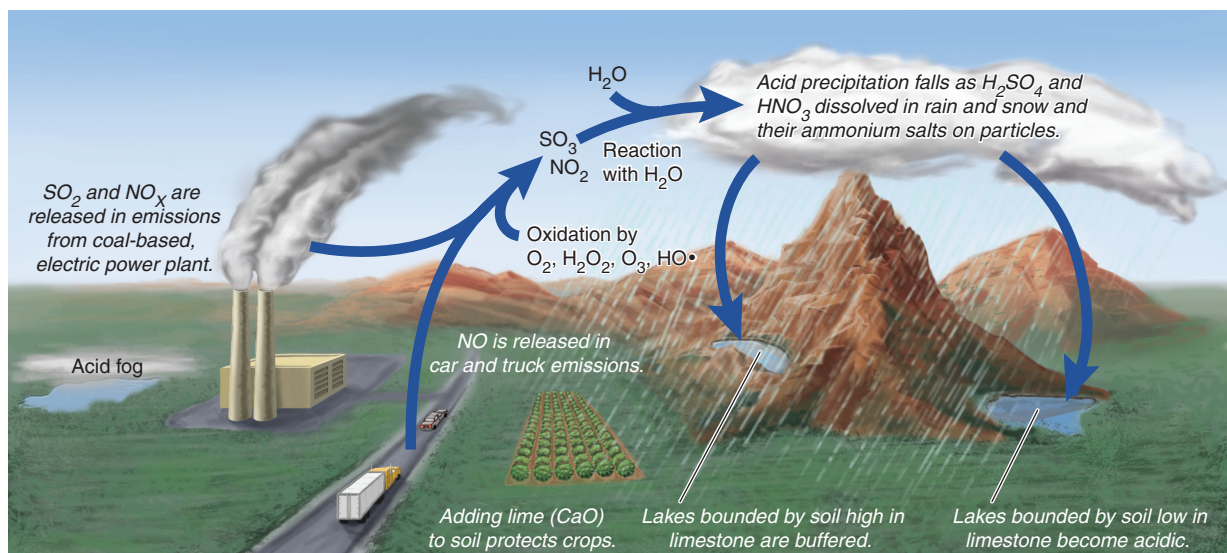 SO₂ and NOₓ are
released in emissions
from coal-based,
electric power plant.
Acid fog
H₂O
SO₃
NO₂
Reaction
with H₂O
Oxidation by
O₂, H₂O₂, O₃, HO•
NO is released in
car and truck emissions.
Acid precipitation falls as H₂SO₄ and
HNO₃ dissolved in rain and snow and
their ammonium salts on particles.
Adding lime (CaO)
to soil protects crops.
Lakes bounded by soil high in
limestone are buffered.
Lakes bounded by soil low in
limestone become acidic.